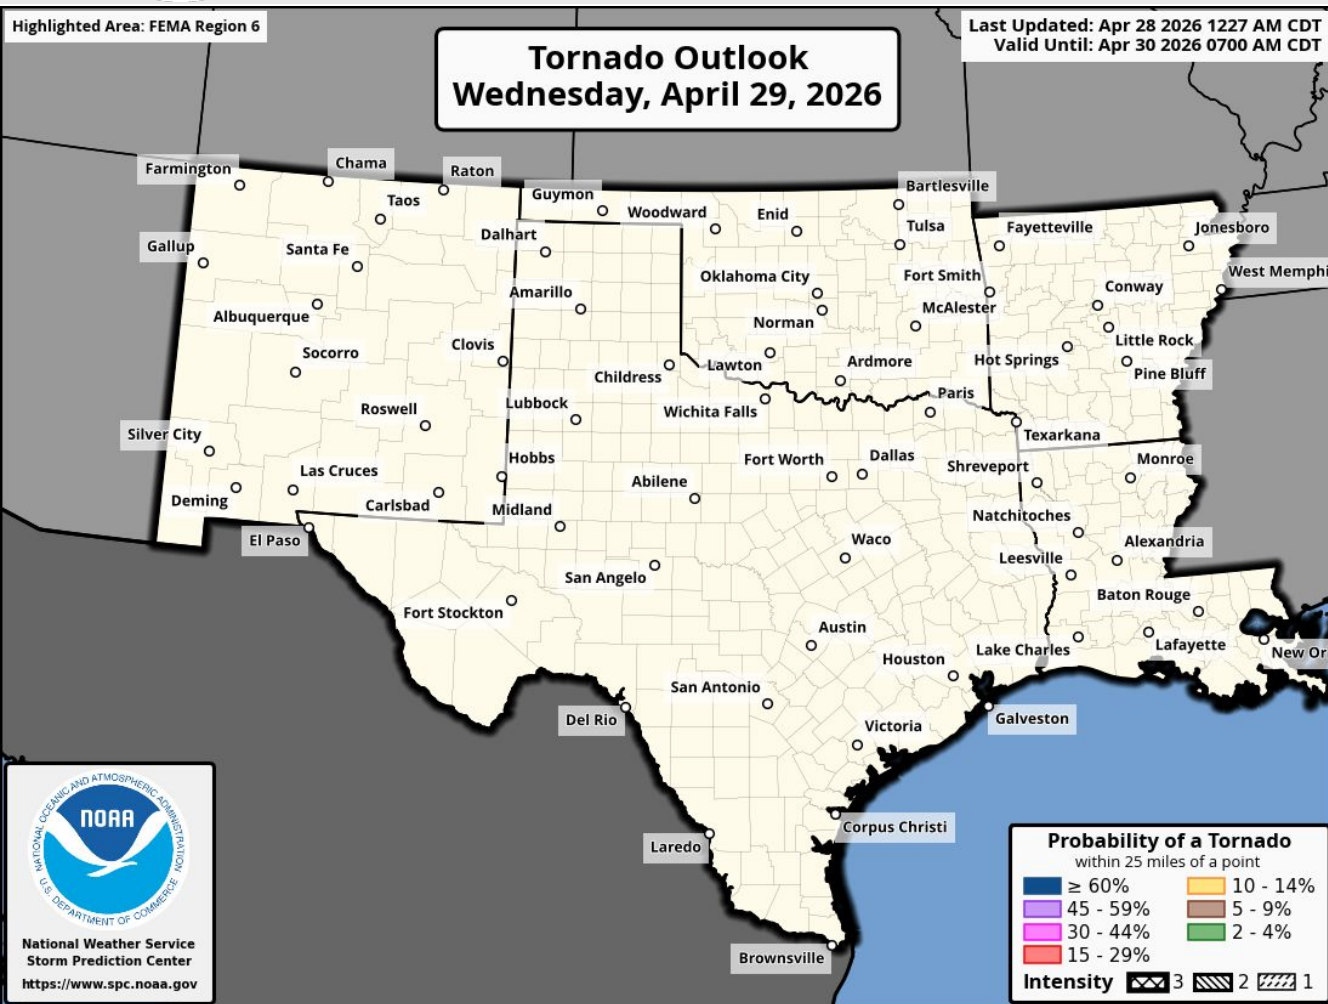 Highlighted Area: FEMA Region 6
Last Updated: Apr 28 2026 1227 AM CDT
Valid Until: Apr 30 2026 0700 AM CDT
Tornado Outlook
Wednesday, April 29, 2026
Farmington
Chama
Raton
Taos
Guymon
Woodward
Enid
Bartlesville
Tulsa
Fayetteville
Jonesboro
Gallup
Santa Fe
Dalhart
Oklahoma City
Fort Smith
West Memphi
Albuquerque
Amarillo
Norman
McAlester
Conway
Little Rock
Socorro
Clovis
Childress
Lawton
Ardmore
Hot Springs
Pine Bluff
Roswell
Lubbock
Wichita Falls
Paris
Texarkana
Silver City
Las Cruces
Hobbs
Abilene
Fort Worth
Dallas
Shreveport
Monroe
Deming
Carlsbad
Midland
Natchitoches
El Paso
Waco
Leesville
Alexandria
San Angelo
Fort Stockton
Baton Rouge
Austin
Houston
Lake Charles
Lafayette
New Or
San Antonio
Del Rio
Victoria
Galveston
Laredo
Corpus Christi
Brownsville
NATIONAL OCEANIC AND ATMOSPHERIC ADMINISTRATION
NOAA
U.S. DEPARTMENT OF COMMERCE
National Weather Service
Storm Prediction Center
https://www.spc.noaa.gov
Probability of a Tornado
within 25 miles of a point
≥ 60%
10 - 14%
45 - 59%
5 - 9%
30 - 44%
2 - 4%
15 - 29%
Intensity 3 2 1